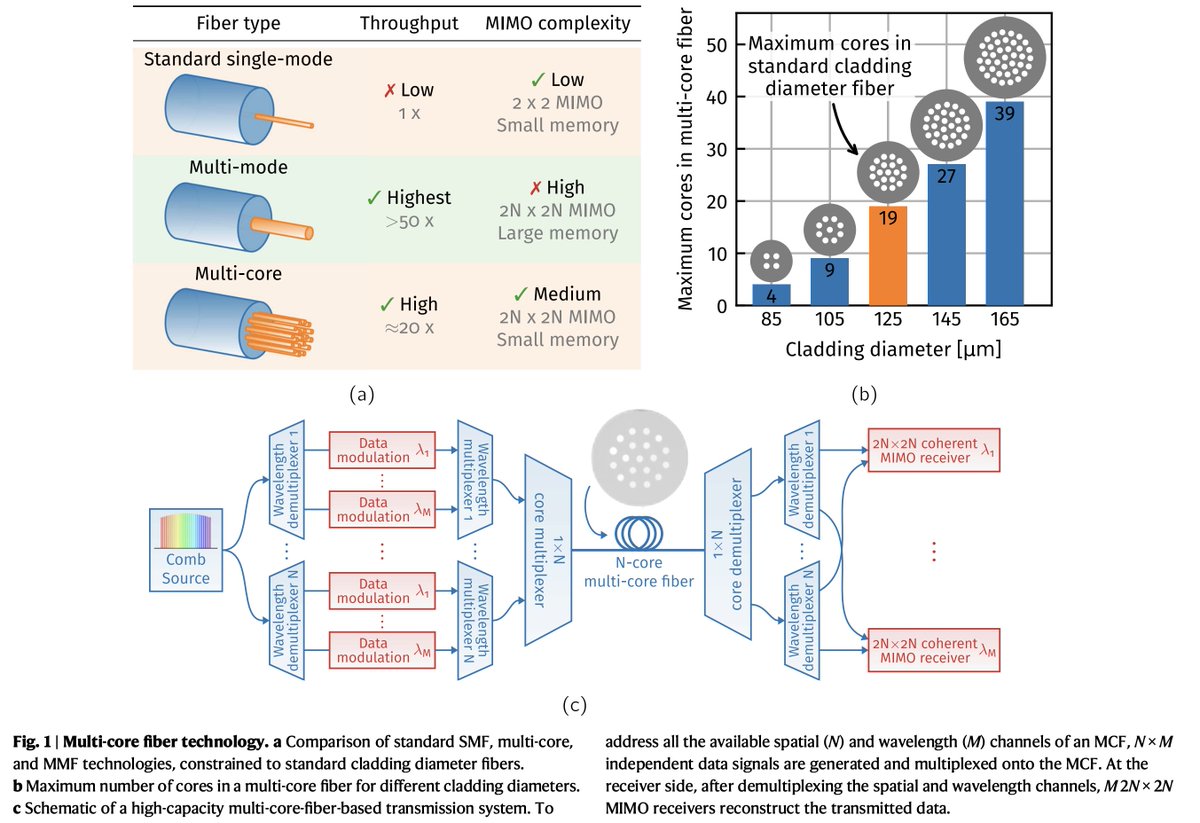 Fiber type Throughput MIMO complexity
Standard single-mode
✗ Low
1 x
✓ Low
2 x 2 MIMO
Small memory
Multi-mode
✓ Highest
>50 x
✗ High
2N x 2N MIMO
Large memory
Multi-core
✓ High
≈20 x
✓ Medium
2N x 2N MIMO
Small memory
(a)
Maximum cores in multi-core fiber
50
40
30
20
10
0
Maximum cores in
standard cladding
diameter fiber
4
9
19
27
39
85 105 125 145 165
Cladding diameter [μm]
(b)
Comb
Source
Wavelength
demultiplexer 1
...
Wavelength
demultiplexer N
Data
modulation λ1
...
Data
modulation λM
...
Data
modulation λ1
...
Data
modulation λM
Wavelength
multiplexer 1
...
Wavelength
multiplexer N
1×N
core multiplexer
N-core
multi-core fiber
1×N
core demultiplexer
Wavelength
demultiplexer 1
...
Wavelength
demultiplexer N
2N×2N coherent
MIMO receiver λ1
...
2N×2N coherent
MIMO receiver λM
(c)
Fig. 1 | Multi-core fiber technology. a Comparison of standard SMF, multi-core,
and MMF technologies, constrained to standard cladding diameter fibers.
b Maximum number of cores in a multi-core fiber for different cladding diameters.
c Schematic of a high-capacity multi-core-fiber-based transmission system. To
address all the available spatial (N) and wavelength (M) channels of an MCF, N × M
independent data signals are generated and multiplexed onto the MCF. At the
receiver side, after demultiplexing the spatial and wavelength channels, M 2N × 2N
MIMO receivers reconstruct the transmitted data.